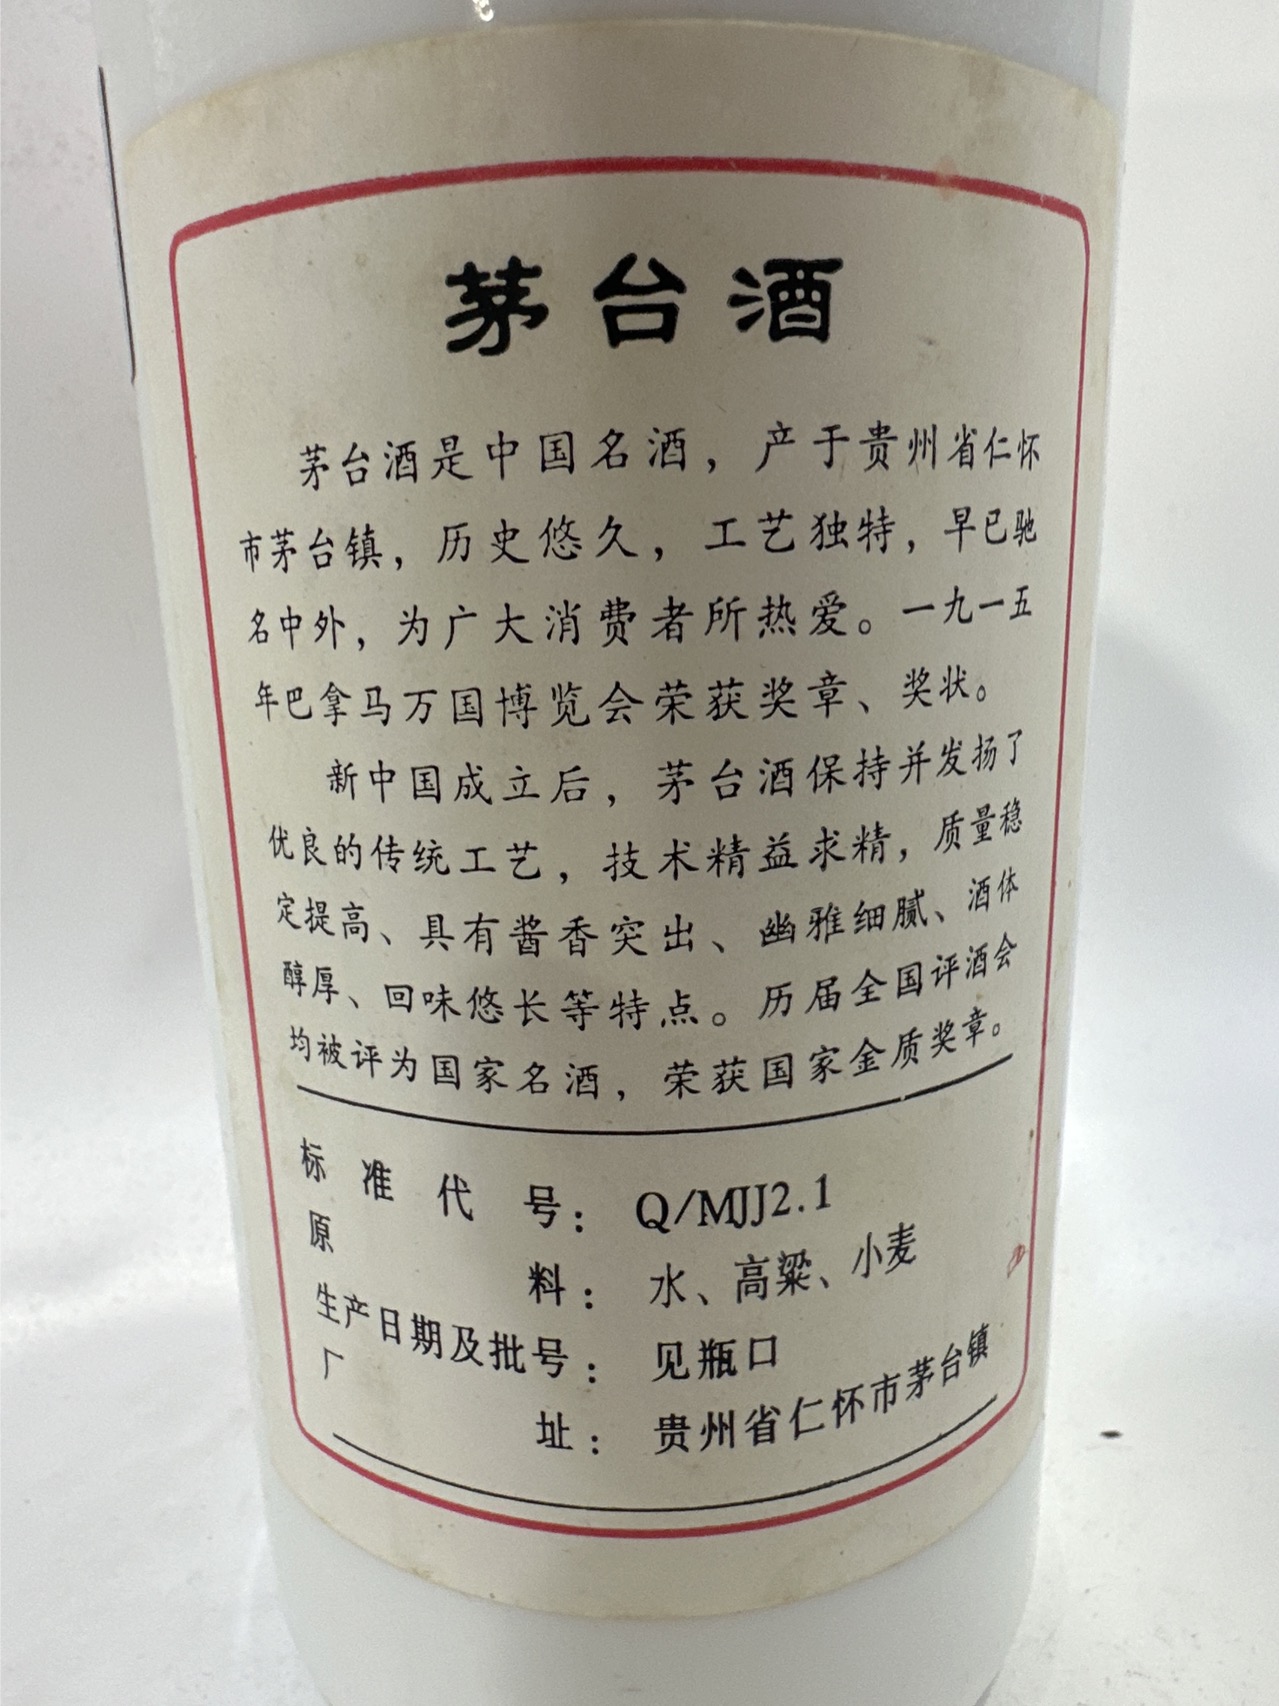 茅台酒
茅台酒是中国名酒，产于贵州省仁怀
市茅台镇，历史悠久，工艺独特，早已驰
名中外，为广大消费者所热爱。一九一五
年巴拿马万国博览会荣获奖章、奖状。
新中国成立后，茅台酒保持并发扬了
优良的传统工艺，技术精益求精，质量稳
定提高、具有酱香突出、幽雅细腻、酒体
醇厚、回味悠长等特点。历届全国评酒会
均被评为国家名酒，荣获国家金质奖章。
标准代号：Q/MJJ2.1
原料：水、高粱、小麦
生产日期及批号：见瓶口
厂址：贵州省仁怀市茅台镇